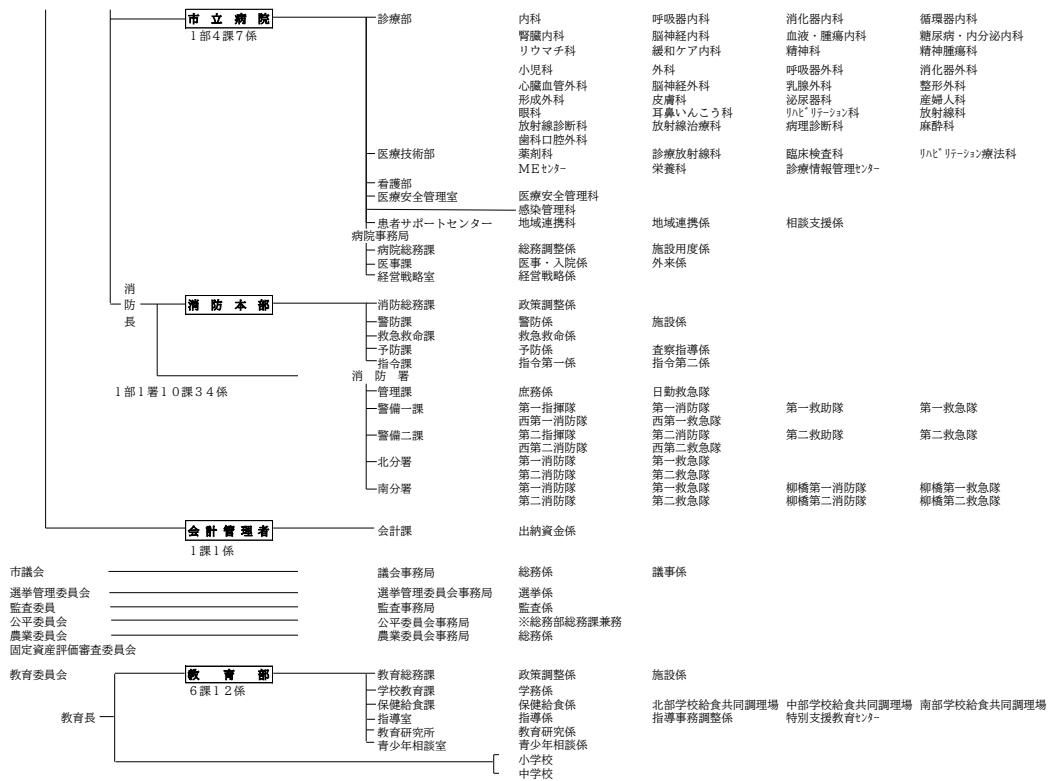 市 立 病 院 診療部 内科 呼吸器内科 消化器内科 循環器内科
1部4課7係 腎臓内科 脳神経内科 血液・腫瘍内科 糖尿病・内分泌内科
リウマチ科 緩和ケア内科 精神科 精神腫瘍科
小児科 外科 呼吸器外科 消化器外科
心臓血管外科 脳神経外科 乳腺外科 整形外科
形成外科 皮膚科 泌尿器科 産婦人科
眼科 耳鼻いんこう科 ﾘﾊﾋﾞﾘﾃｰｼｮﾝ科 放射線科
放射線診断科 放射線治療科 病理診断科 麻酔科
歯科口腔外科
医療技術部 薬剤科 診療放射線科 臨床検査科 ﾘﾊﾋﾞﾘﾃｰｼｮﾝ療法科
MEｾﾝﾀｰ 栄養科 診療情報管理ｾﾝﾀｰ
看護部
医療安全管理室 医療安全管理科
感染管理科
患者サポートセンター 地域連携科 地域連携係 相談支援係
病院事務局
病院総務課 総務調整係 施設用度係
医事課 医事・入院係 外来係
経営戦略室 経営戦略係
消防長
消 防 本 部 消防総務課 政策調整係
警防課 警防係 施設係
救急救命課 救急救命係
予防課 予防係 査察指導係
指令課 指令第一係 指令第二係
消 防 署
1部1署10課34係 管理課 庶務係 日勤救急隊
警備一課 第一指揮隊 第一消防隊 第一救助隊 第一救急隊
西第一消防隊 西第一救急隊
警備二課 第二指揮隊 第二消防隊 第二救助隊 第二救急隊
西第二消防隊 西第二救急隊
北分署 第一消防隊 第一救急隊
第二消防隊 第二救急隊
南分署 第一消防隊 第一救急隊 柳橋第一消防隊 柳橋第一救急隊
第二消防隊 第二救急隊 柳橋第二消防隊 柳橋第二救急隊
会 計 管 理 者 会計課 出納資金係
1課1係
市議会 議会事務局 総務係 議事係
選挙管理委員会 選挙管理委員会事務局 選挙係
監査委員 監査事務局 監査係
公平委員会 公平委員会事務局 ※総務部総務課兼務
農業委員会 農業委員会事務局 総務係
固定資産評価審査委員会
教育委員会 教 育 部 教育総務課 政策調整係 施設係
6課12係 学校教育課 学務係
保健給食課 保健給食係 北部学校給食共同調理場 中部学校給食共同調理場 南部学校給食共同調理場
教育長 指導室 指導係 指導事務調整係 特別支援教育ｾﾝﾀｰ
教育研究所 教育研究係
青少年相談室 青少年相談係
小学校
中学校